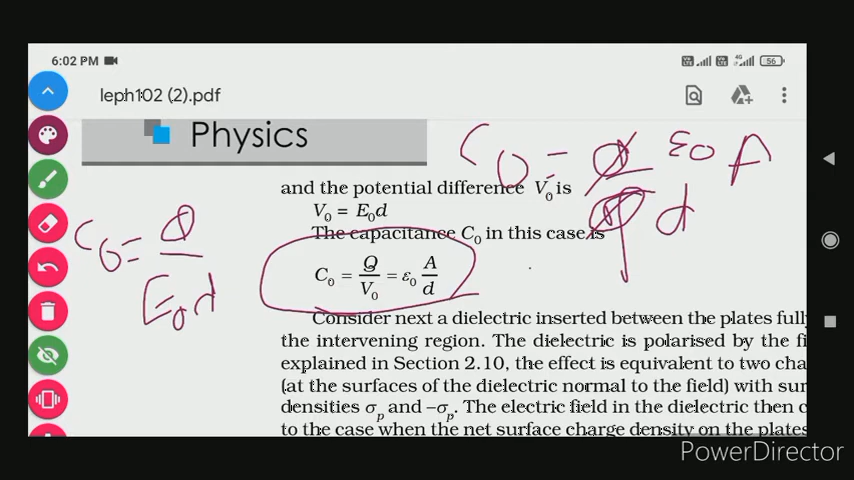 6:02 PM
56
leph102 (2).pdf
Physics
C0 = Q ε0 A
d
and the potential difference V0 is
V0 = E0d
The capacitance C0 in this case is
C0 = Q/V0 = ε0 A/d
C0 = Q/E0d
Consider next a dielectric inserted between the plates fully
the intervening region. The dielectric is polarised by the fi
explained in Section 2.10, the effect is equivalent to two cha
(at the surfaces of the dielectric normal to the field) with sur
densities σp and –σp. The electric field in the dielectric then c
to the case when the net surface charge density on the plates
PowerDirector